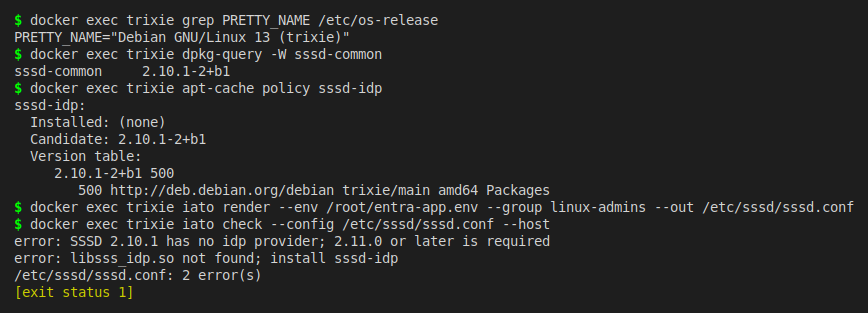 $ docker exec trixie grep PRETTY_NAME /etc/os-release
PRETTY_NAME="Debian GNU/Linux 13 (trixie)"
$ docker exec trixie dpkg-query -W sssd-common
sssd-common     2.10.1-2+b1
$ docker exec trixie apt-cache policy sssd-idp
sssd-idp:
  Installed: (none)
  Candidate: 2.10.1-2+b1
  Version table:
     2.10.1-2+b1 500
        500 http://deb.debian.org/debian trixie/main amd64 Packages
$ docker exec trixie iato render --env /root/entra-app.env --group linux-admins --out /etc/sssd/sssd.conf
$ docker exec trixie iato check --config /etc/sssd/sssd.conf --host
error: SSSD 2.10.1 has no idp provider; 2.11.0 or later is required
error: libsss_idp.so not found; install sssd-idp
/etc/sssd/sssd.conf: 2 error(s)
[exit status 1]